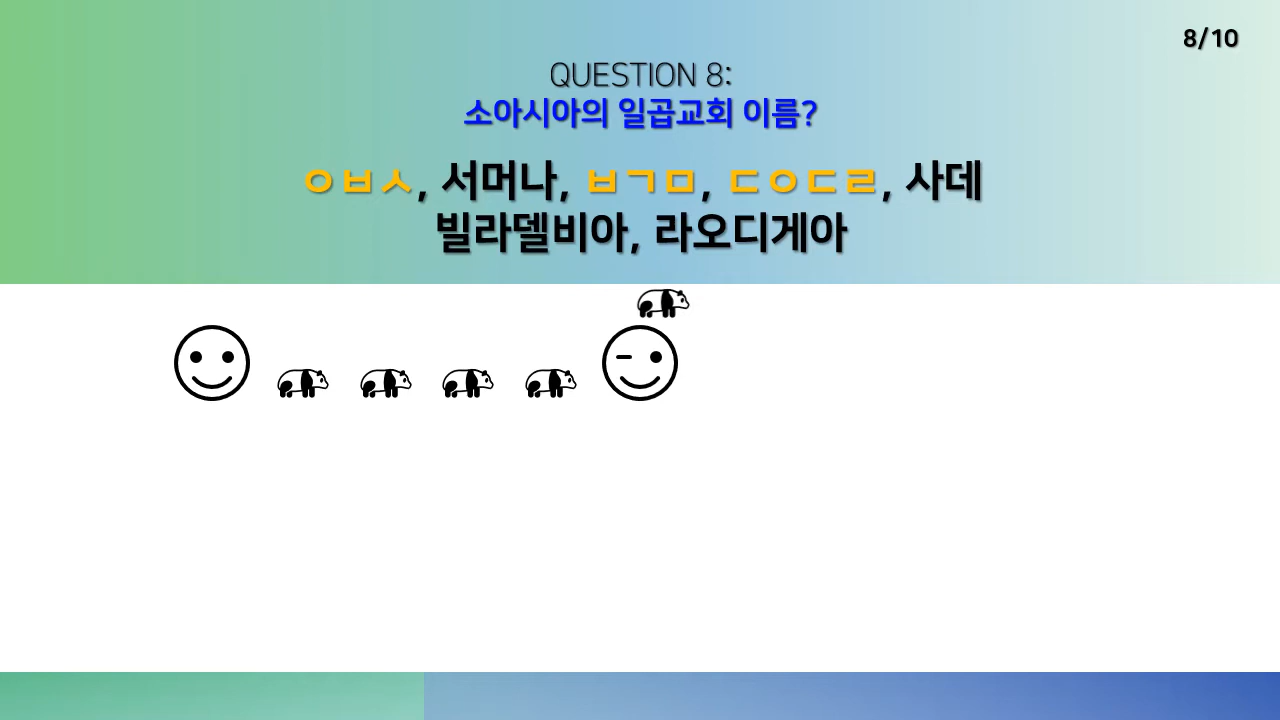 8/10
QUESTION 8:
소아시아의 일곱교회 이름?
ㅇㅂㅅ, 서머나, ㅂㄱㅁ, ㄷㅇㄷㄹ, 사데
빌라델비아, 라오디게아